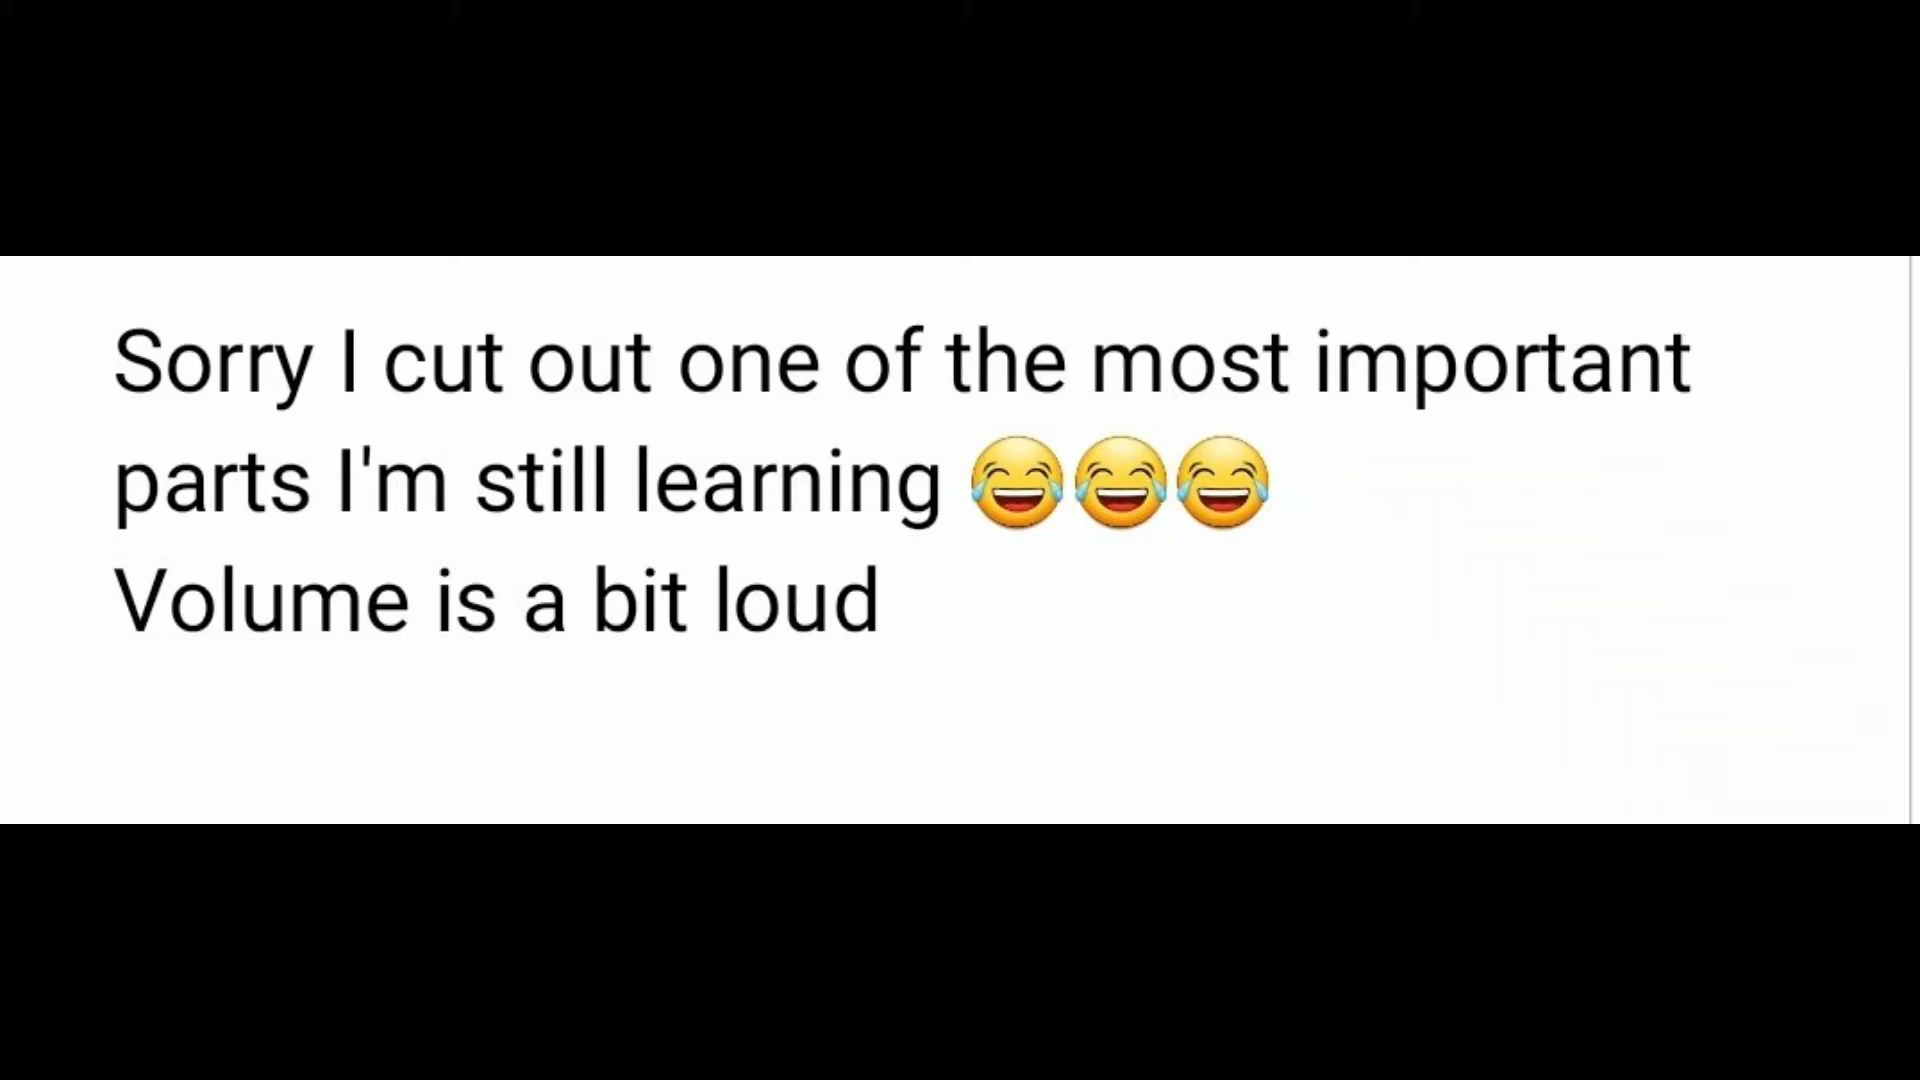 Sorry I cut out one of the most important
parts I'm still learning 😂😂😂
Volume is a bit loud